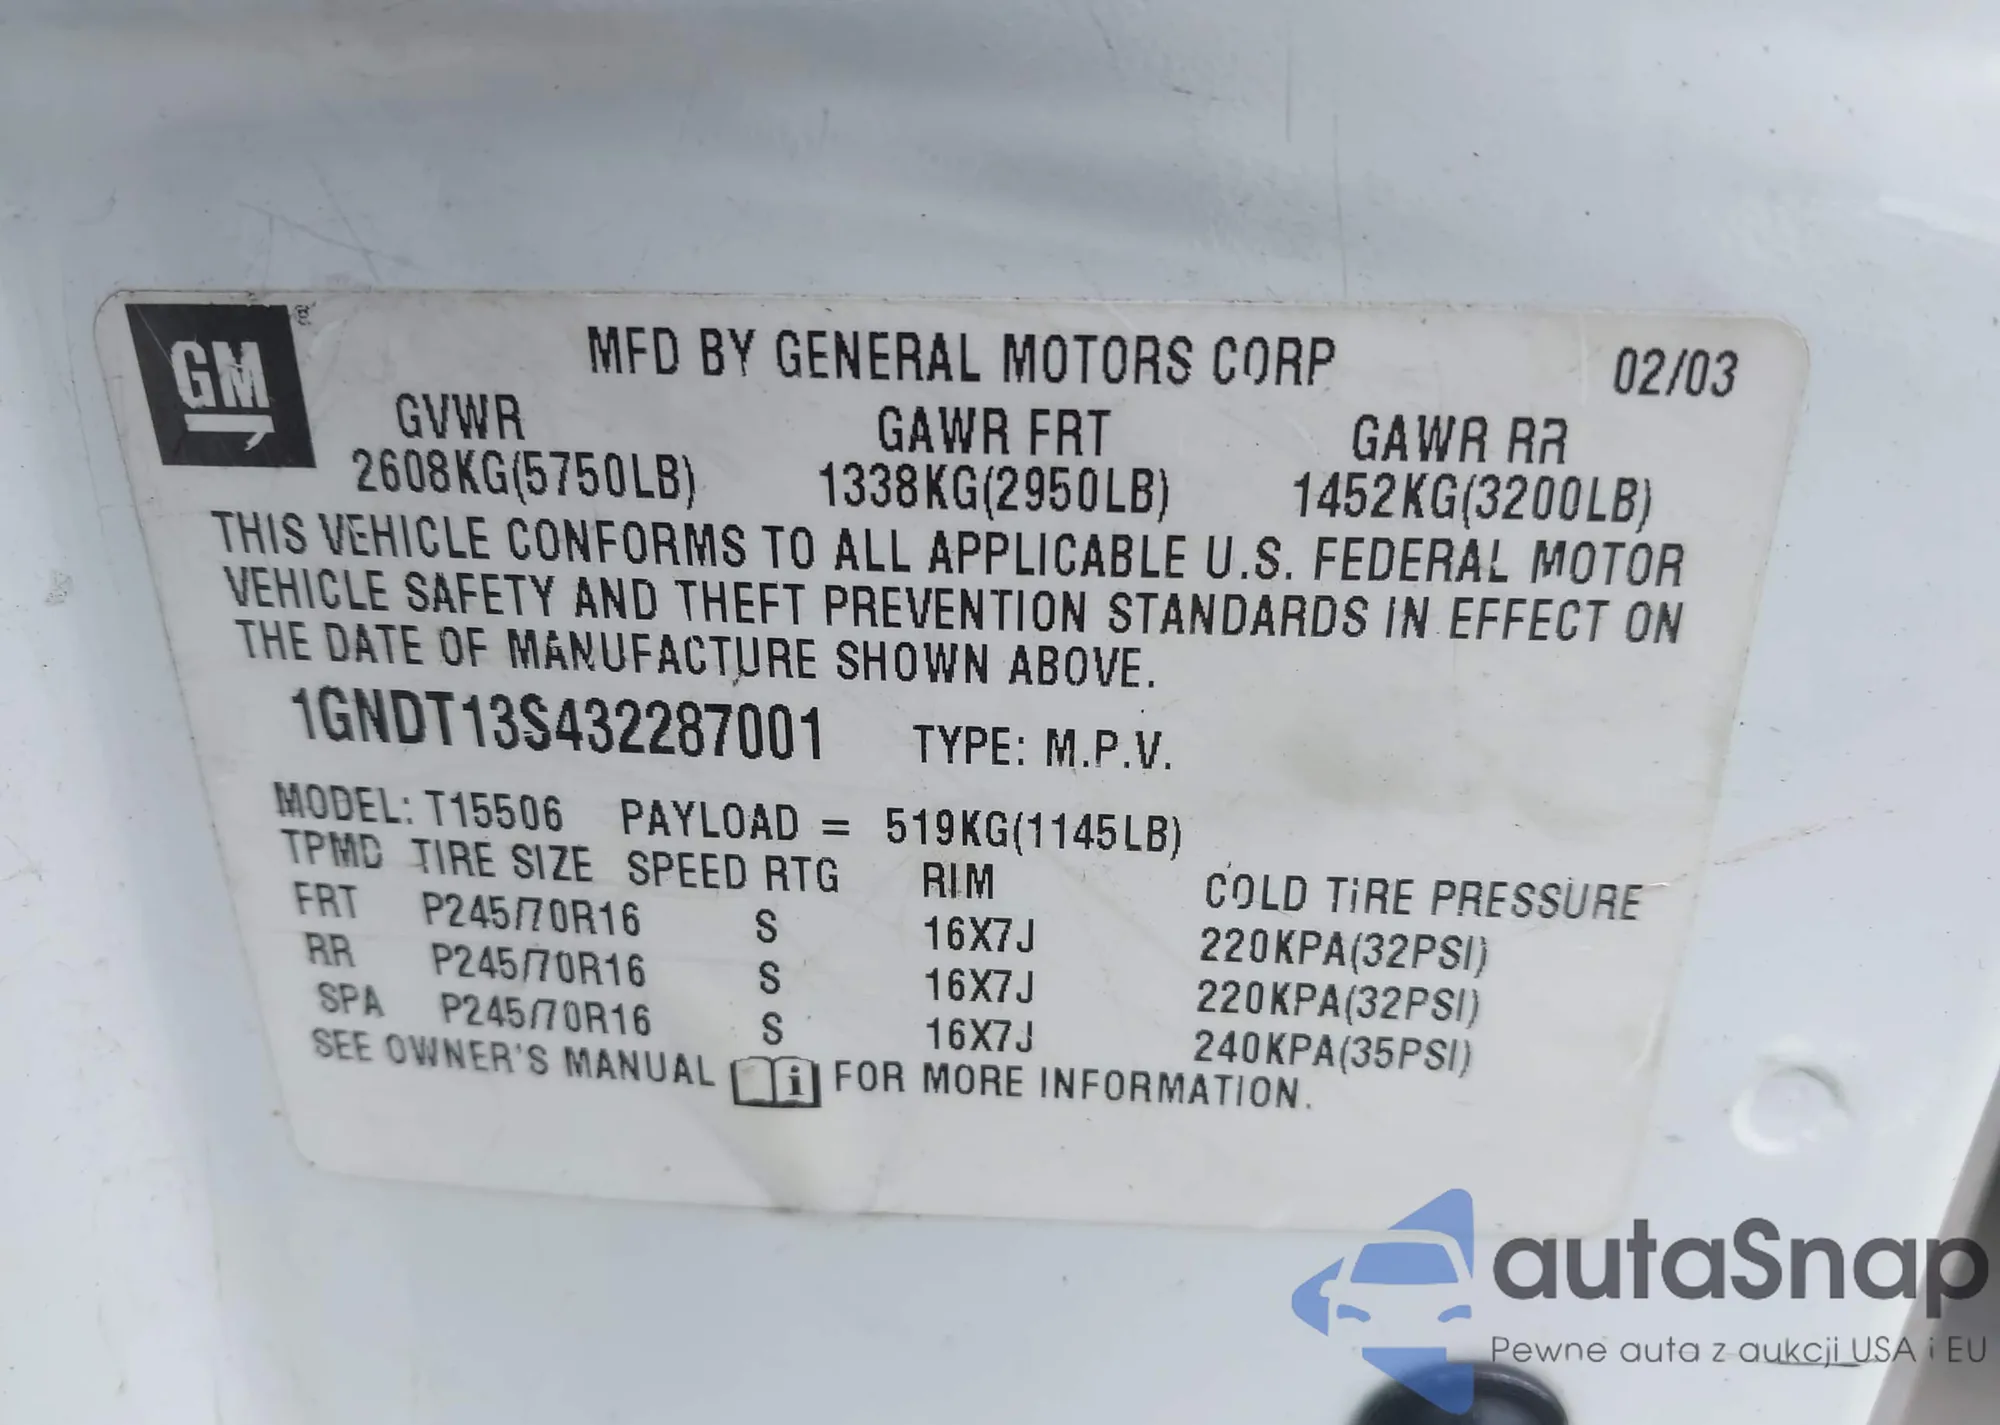 GM
MFD BY GENERAL MOTORS CORP 02/03
GVWR GAWR FRT GAWR RR
2608KG(5750LB) 1338KG(2950LB) 1452KG(3200LB)
THIS VEHICLE CONFORMS TO ALL APPLICABLE U.S. FEDERAL MOTOR
VEHICLE SAFETY AND THEFT PREVENTION STANDARDS IN EFFECT ON
THE DATE OF MANUFACTURE SHOWN ABOVE.
1GNDT13S432287001 TYPE: M.P.V.
MODEL: T15506 PAYLOAD = 519KG(1145LB)
TPMD TIRE SIZE SPEED RTG RIM COLD TIRE PRESSURE
FRT P245/70R16 S 16X7J 220KPA(32PSI)
RR P245/70R16 S 16X7J 220KPA(32PSI)
SPA P245/70R16 S 16X7J 240KPA(35PSI)
SEE OWNER'S MANUAL i FOR MORE INFORMATION.
autaSnap
Pewne auta z aukcji USA i EU